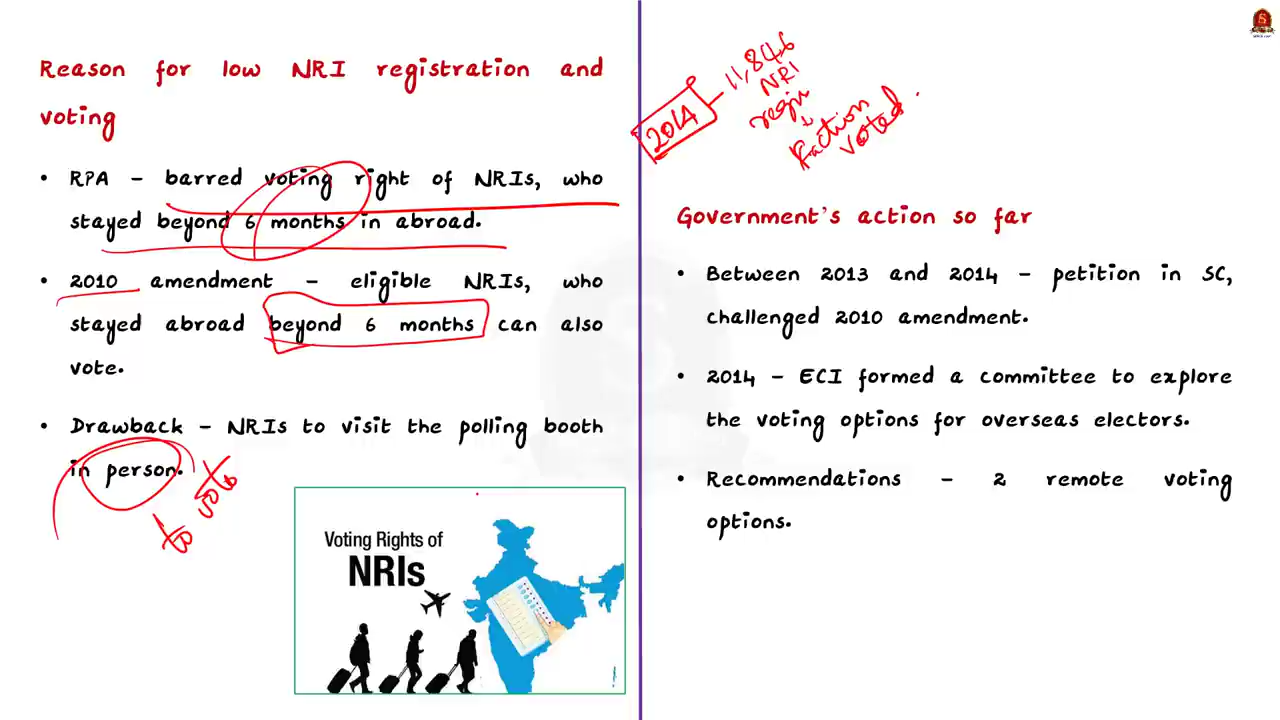 Reason for low NRI registration and
voting
• RPA – barred voting right of NRIs, who
stayed beyond 6 months in abroad.
• 2010 amendment – eligible NRIs, who
stayed abroad beyond 6 months can also
vote.
• Drawback – NRIs to visit the polling booth
in person.
to vote
Voting Rights of
NRIs
2014 – 11,846
NRI
voted.
Government's action so far
• Between 2013 and 2014 – petition in SC,
challenged 2010 amendment.
• 2014 – ECI formed a committee to explore
the voting options for overseas electors.
• Recommendations – 2 remote voting
options.